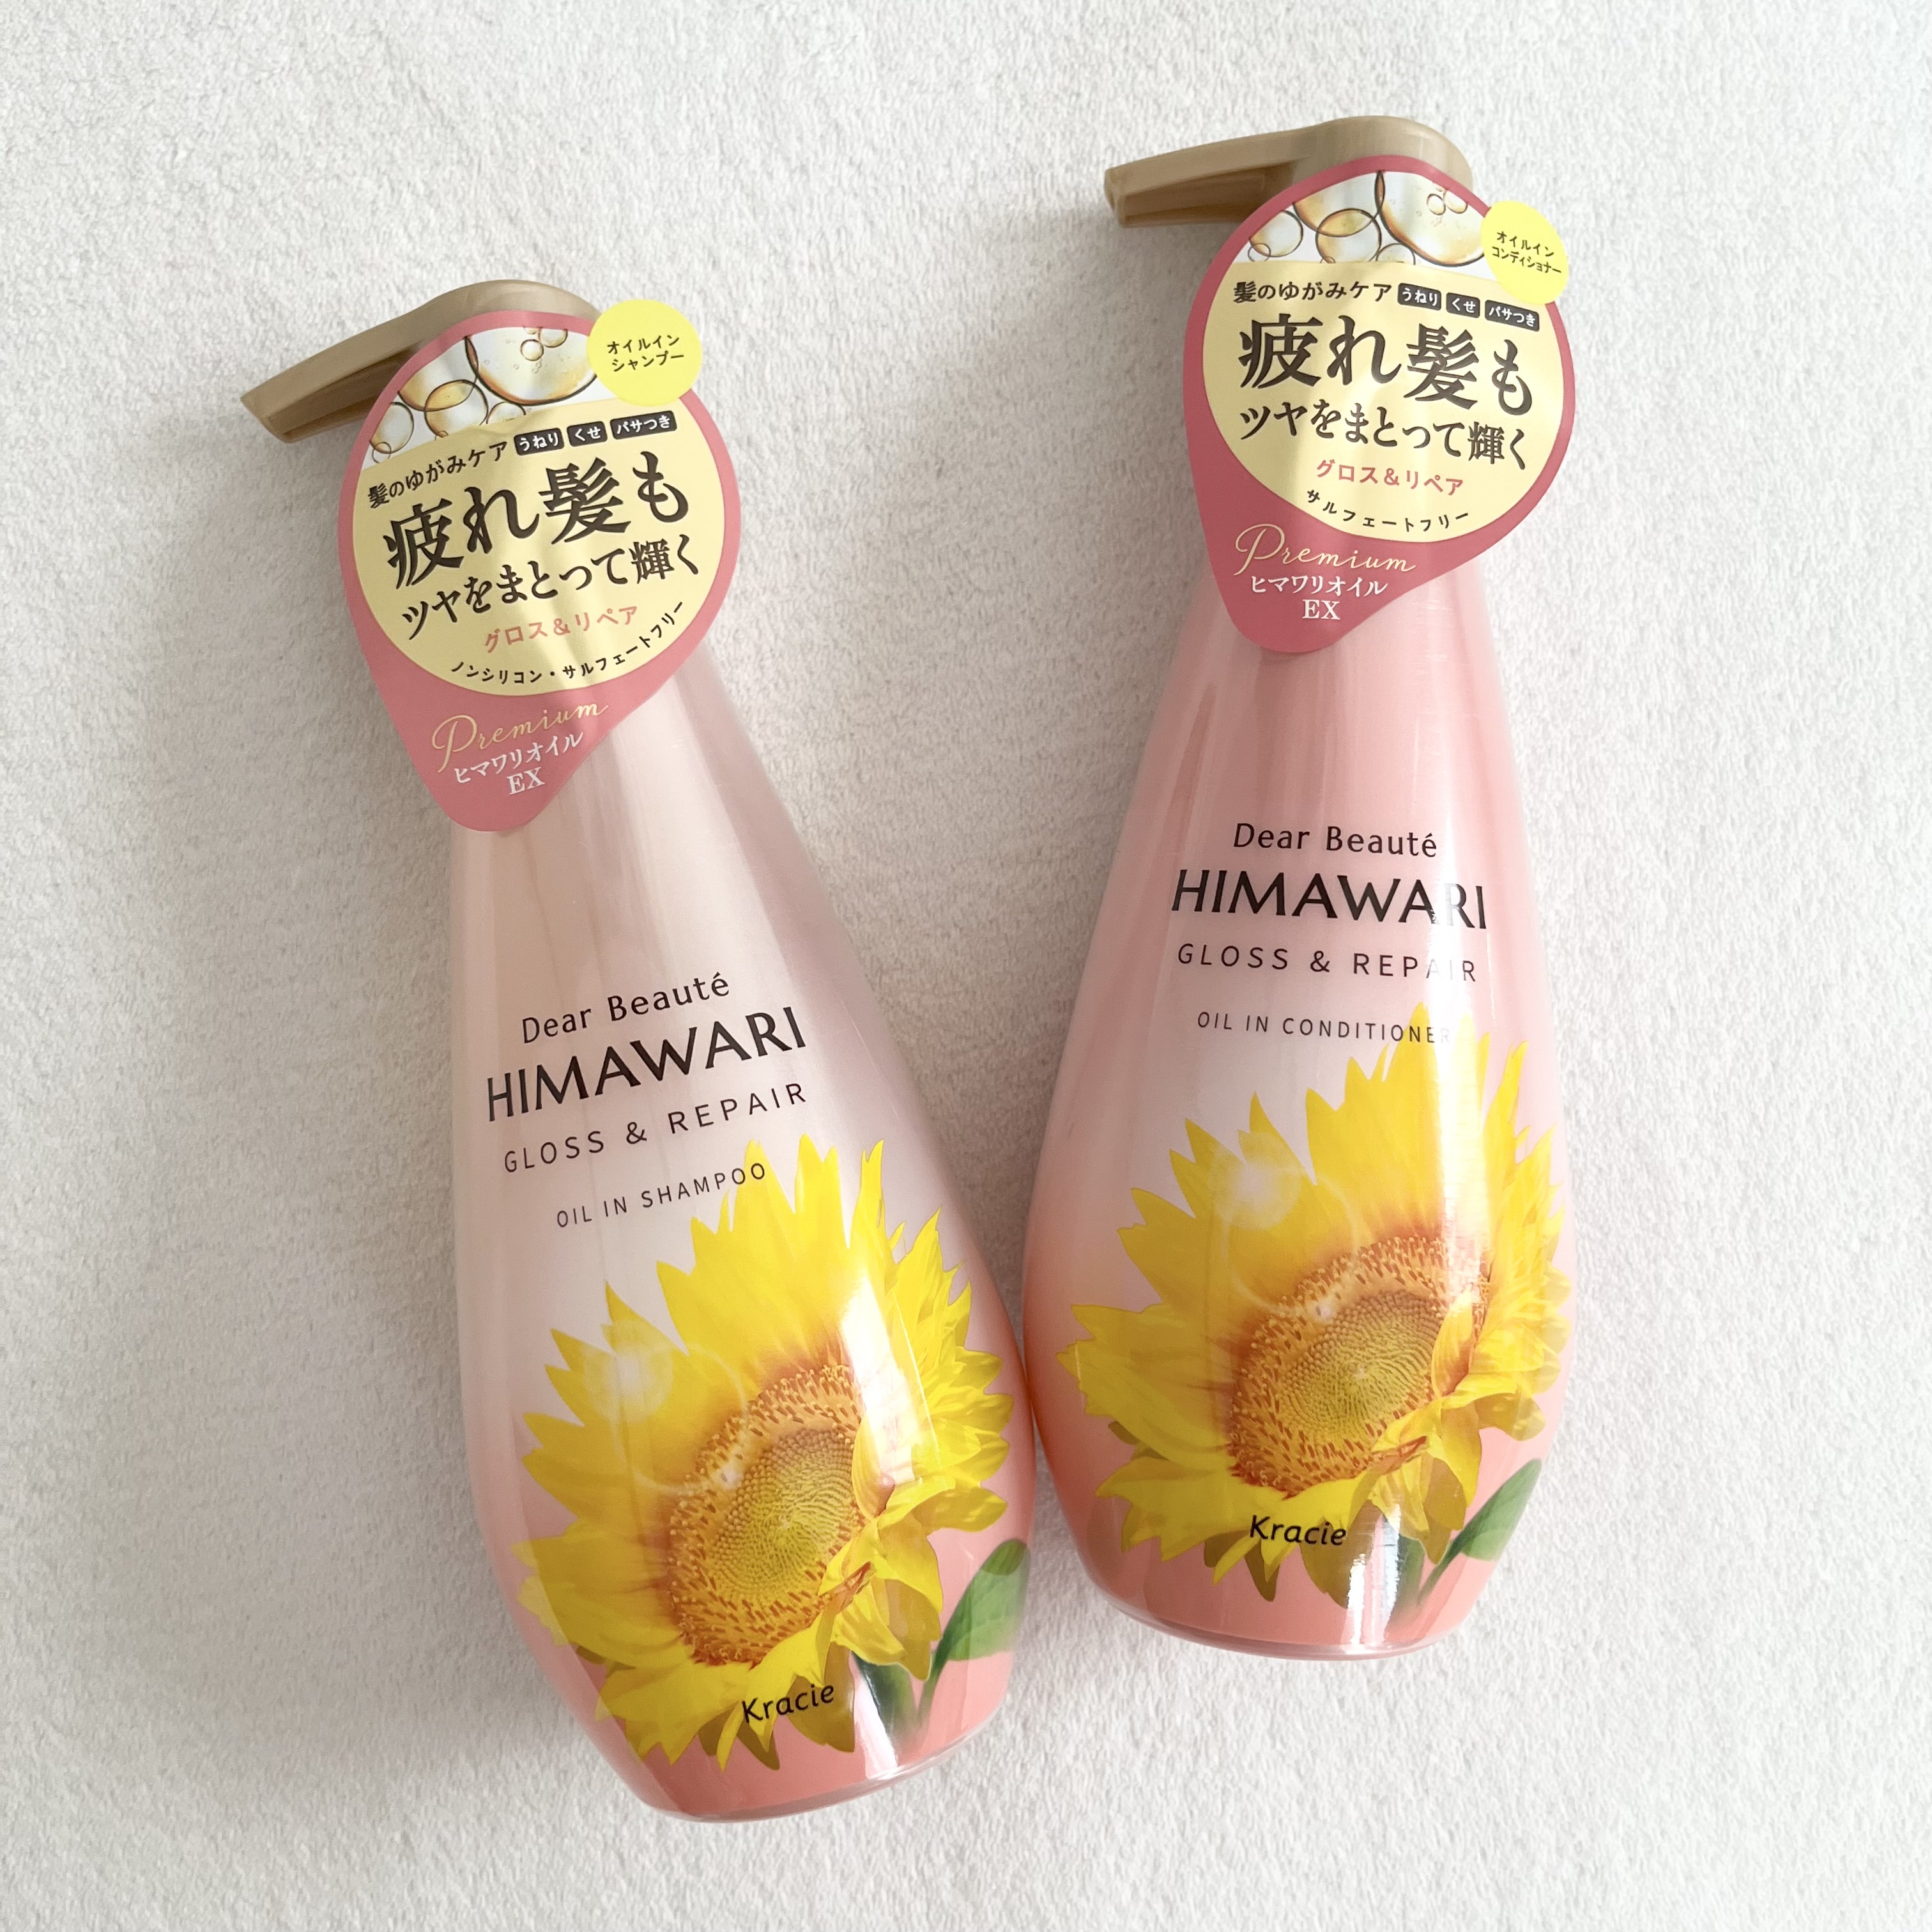 オイルイン
シャンプー
髪のゆがみケア うねり くせ パサつき
疲れ髪も
ツヤをまとって輝く
グロス&リペア
ノンシリコン・サルフェートフリー
Premium
ヒマワリオイル
EX
Dear Beauté
HIMAWARI
GLOSS & REPAIR
OIL IN SHAMPOO
Kracie
オイルイン
コンディショナー
髪のゆがみケア うねり くせ パサつき
疲れ髪も
ツヤをまとって輝く
グロス&リペア
サルフェートフリー
Premium
ヒマワリオイル
EX
Dear Beauté
HIMAWARI
GLOSS & REPAIR
OIL IN CONDITIONER
Kracie